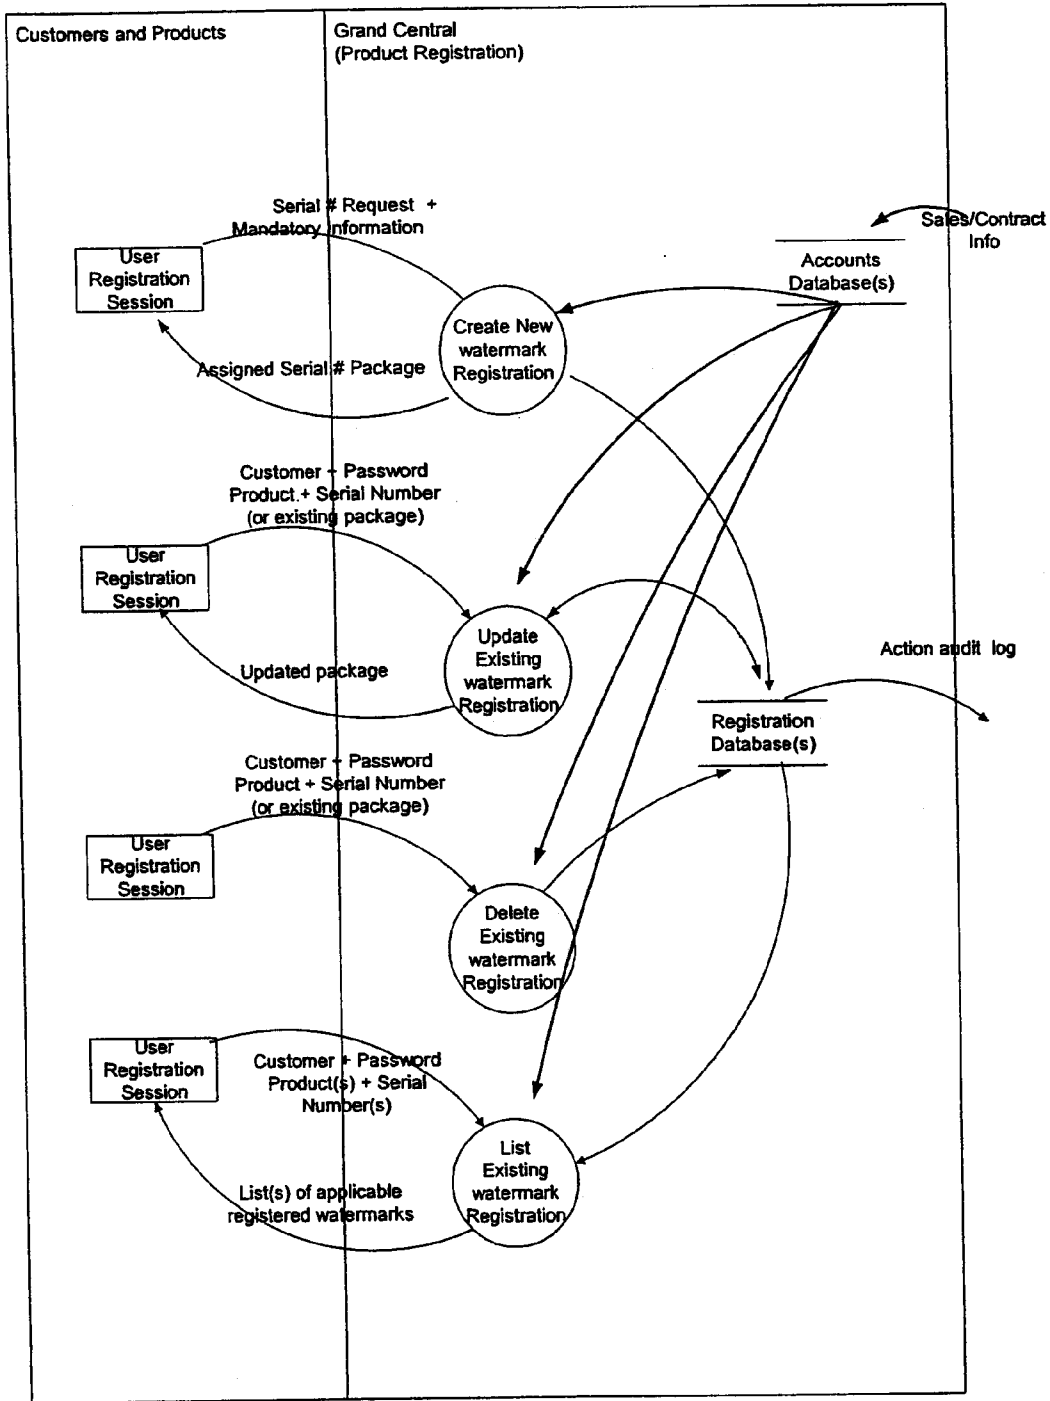 Customers and Products
Grand Central
(Product Registration)
Serial # Request +
Mandatory Information
Sales/Contract
Info
User
Registration
Session
Accounts
Database(s)
Create New
watermark
Registration
Assigned Serial # Package
Customer + Password
Product.+ Serial Number
(or existing package)
User
Registration
Session
Update
Existing
watermark
Registration
Updated package
Action audit log
Registration
Database(s)
Customer + Password
Product + Serial Number
(or existing package)
User
Registration
Session
Delete
Existing
watermark
Registration
User
Registration
Session
Customer + Password
Product(s) + Serial
Number(s)
List
Existing
watermark
Registration
List(s) of applicable
registered watermarks